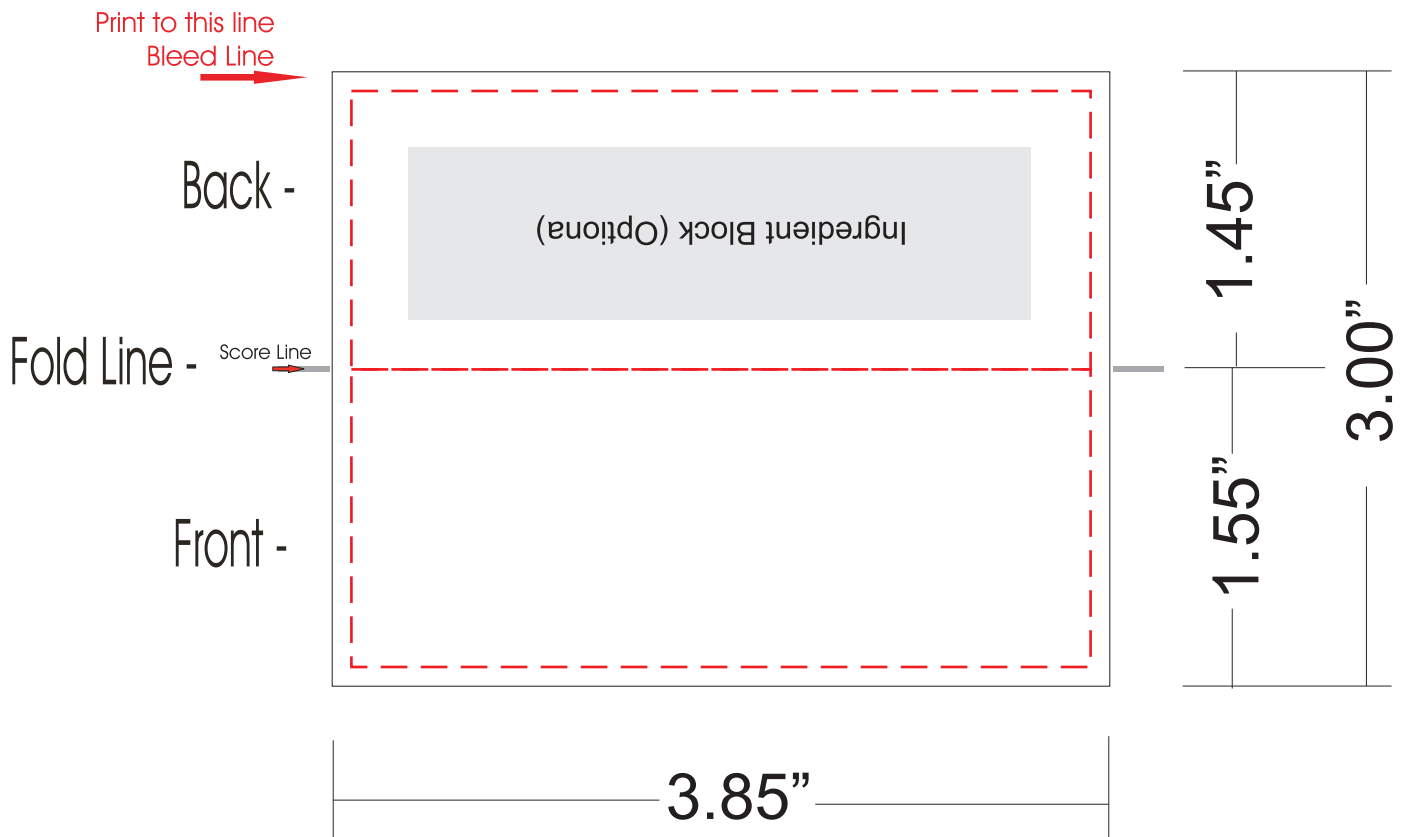 Print to this line
Bleed Line
Back -
Ingredient Block (Optiona)
1.45”
Fold Line -
Score Line
3.00”
1.55”
Front -
3.85”